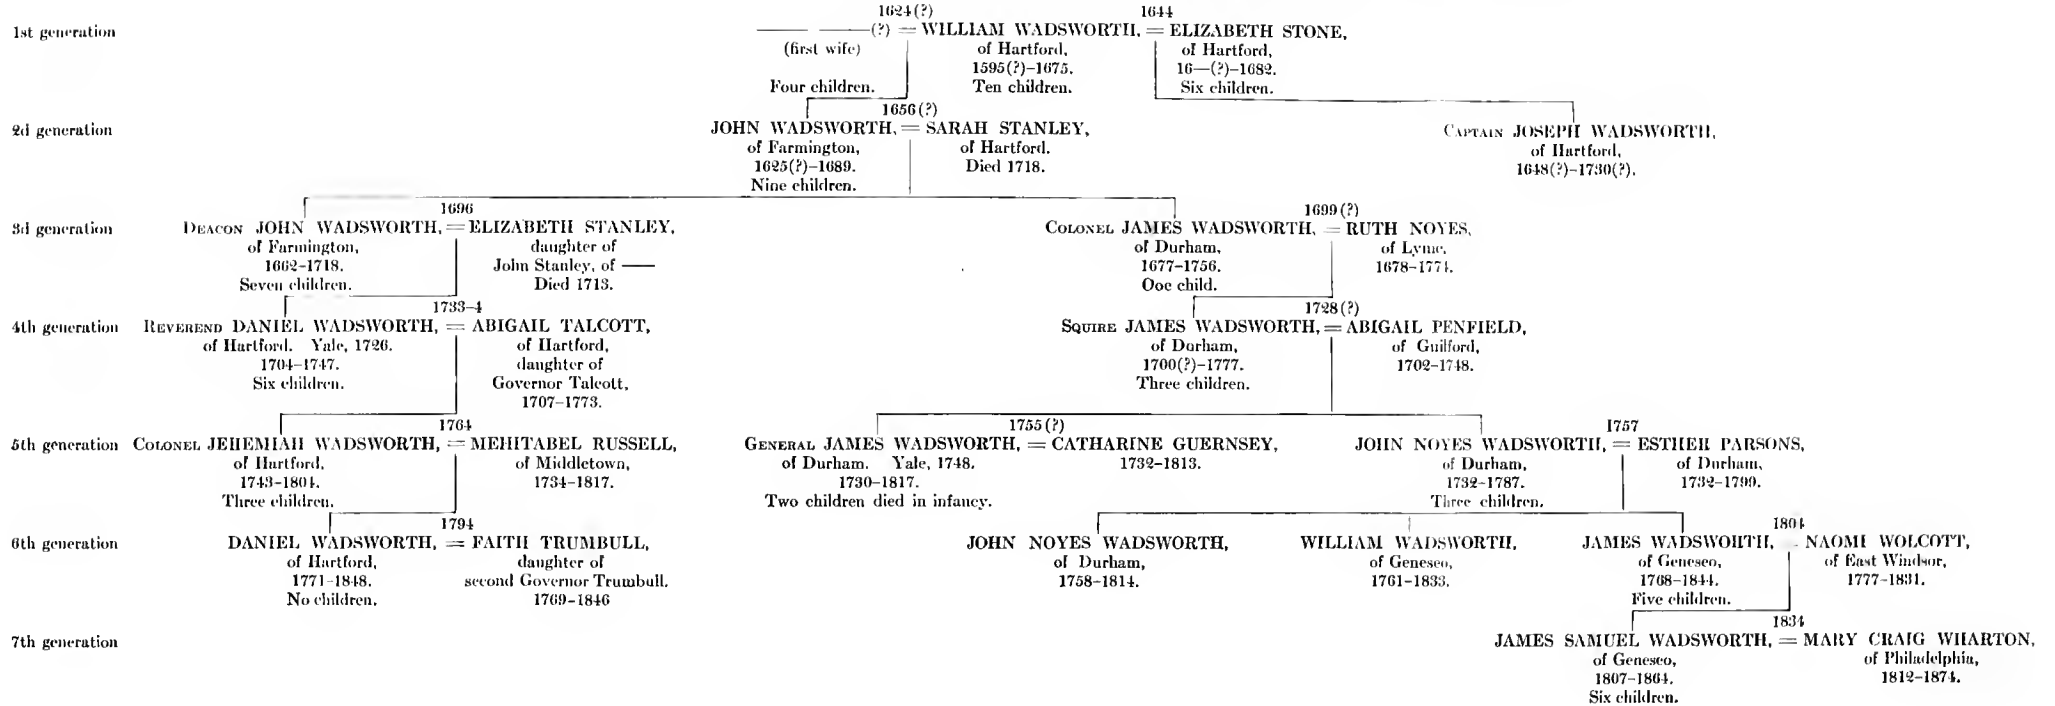 1624(?) 1644
1st generation —— ——(?) = WILLIAM WADSWORTH, = ELIZABETH STONE,
(first wife) of Hartford, of Hartford,
1595(?)–1675. 16—(?)–1682.
Four children. Ten children. Six children.
1656(?)
2d generation JOHN WADSWORTH, = SARAH STANLEY, CAPTAIN JOSEPH WADSWORTH,
of Farmington, of Hartford. of Hartford,
1625(?)–1689. Died 1718. 1648(?)–1730(?).
Nine children.
1696 1699(?)
3d generation DEACON JOHN WADSWORTH, = ELIZABETH STANLEY, COLONEL JAMES WADSWORTH, = RUTH NOYES,
of Farmington, daughter of of Durham, of Lyme,
1662–1718. John Stanley, of —— 1677–1756. 1678–1774.
Seven children. Died 1713. Ooe child.
1733–4 1728(?)
4th generation REVEREND DANIEL WADSWORTH, = ABIGAIL TALCOTT, SQUIRE JAMES WADSWORTH, = ABIGAIL PENFIELD,
of Hartford. Yale, 1726. of Hartford, of Durham, of Guilford,
1704–1747. daughter of 1700(?)–1777. 1702–1748.
Six children. Governor Talcott, Three children.
1707–1773.
1764 1755(?) 1757
5th generation COLONEL JEREMIAH WADSWORTH, = MEHITABEL RUSSELL, GENERAL JAMES WADSWORTH, = CATHARINE GUERNSEY, JOHN NOYES WADSWORTH, = ESTHER PARSONS,
of Hartford, of Middletown, of Durham. Yale, 1748. 1732–1813. of Durham, of Durham,
1743–1804. 1734–1817. 1730–1817. 1732–1787. 1732–1799.
Three children. Two children died in infancy. Three children.
1794 1804
6th generation DANIEL WADSWORTH, = FAITH TRUMBULL, JOHN NOYES WADSWORTH, WILLIAM WADSWORTH, JAMES WADSWORTH, = NAOMI WOLCOTT,
of Hartford, daughter of of Durham, of Geneseo, of Geneseo, of East Windsor,
1771–1848. second Governor Trumbull. 1758–1814. 1761–1833. 1768–1844. 1777–1831.
No children. 1769–1846 Five children.
1834
7th generation JAMES SAMUEL WADSWORTH, = MARY CRAIG WHARTON,
of Geneseo, of Philadelphia,
1807–1864. 1812–1874.
Six children.